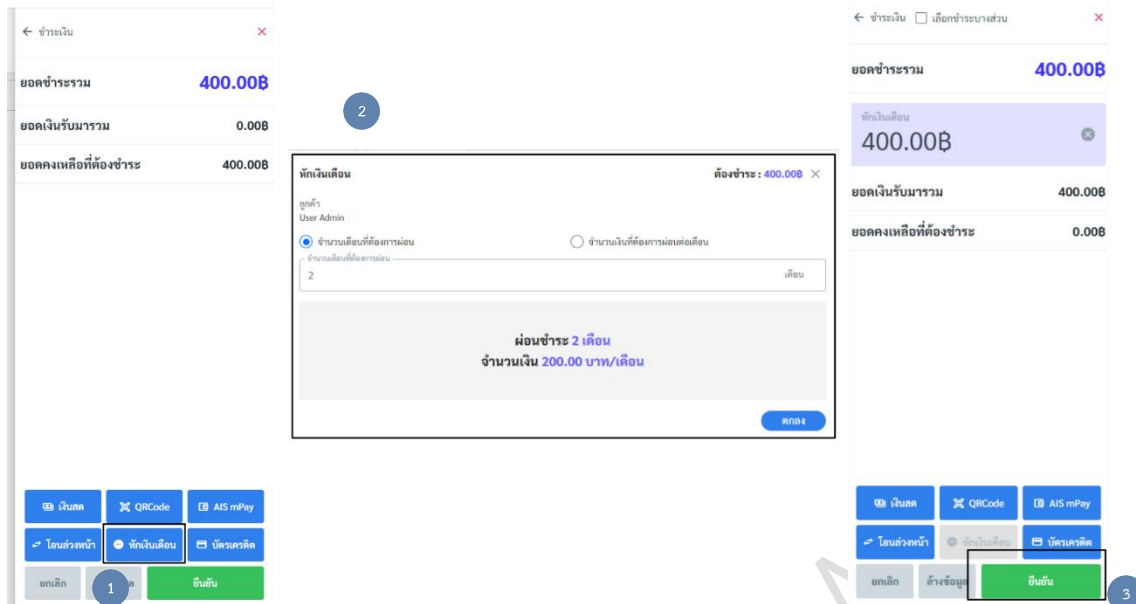 ← ชำระเงิน ×
ยอดชำระรวม 400.00฿
ยอดเงินรับมารวม 0.00฿
ยอดคงเหลือที่ต้องชำระ 400.00฿
เงินสด QRCode AIS mPay
โอนล่วงหน้า หักเงินเดือน บัตรเครดิต
ยกเลิก ยืนยัน
1
2
หักเงินเดือน ต้องชำระ : 400.00฿ ×
ลูกค้า
User Admin
จำนวนเดือนที่ต้องการผ่อน จำนวนเงินที่ต้องการผ่อนต่อเดือน
จำนวนเดือนที่ต้องการผ่อน
2 เดือน
ผ่อนชำระ 2 เดือน
จำนวนเงิน 200.00 บาท/เดือน
ตกลง
← ชำระเงิน เลือกชำระบางส่วน ×
ยอดชำระรวม 400.00฿
หักเงินเดือน
400.00฿
ยอดเงินรับมารวม 400.00฿
ยอดคงเหลือที่ต้องชำระ 0.00฿
เงินสด QRCode AIS mPay
โอนล่วงหน้า หักเงินเดือน บัตรเครดิต
ยกเลิก ล้างข้อมูล ยืนยัน
3